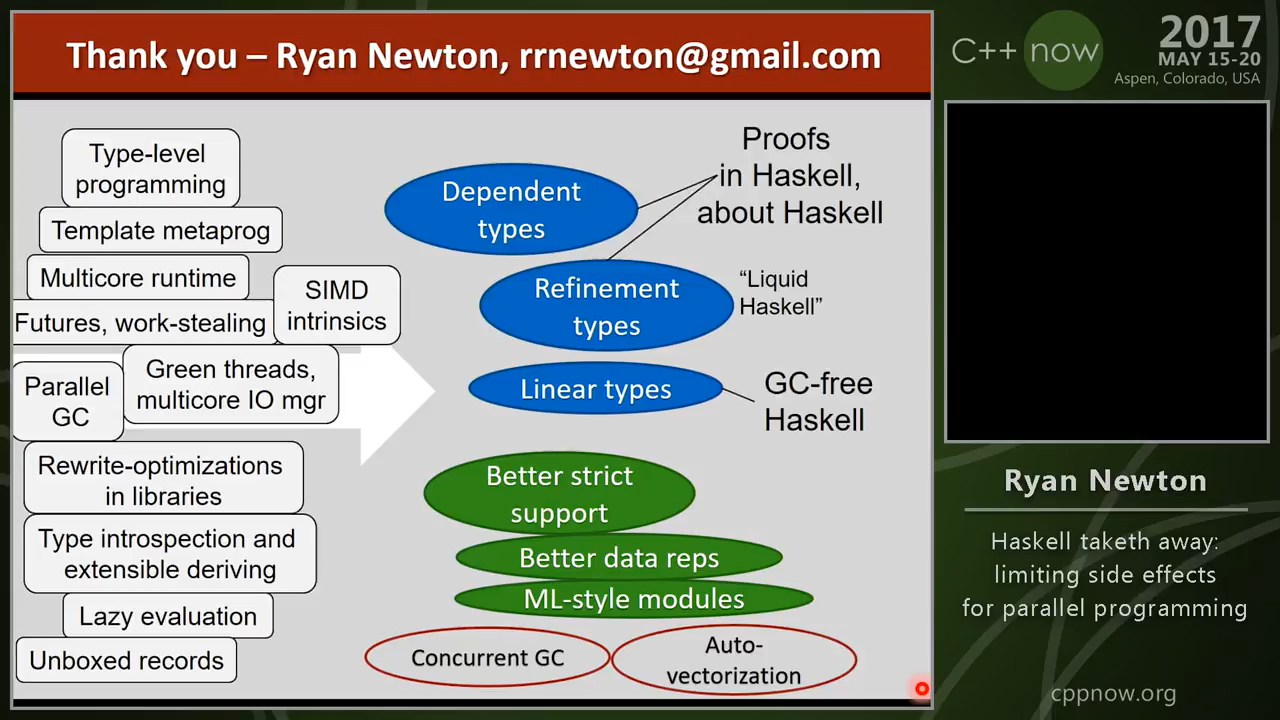 Thank you – Ryan Newton, rrnewton@gmail.com
Type-level
programming
Template metaprog
Multicore runtime
SIMD
intrinsics
Futures, work-stealing
Green threads,
multicore IO mgr
Parallel
GC
Rewrite-optimizations
in libraries
Type introspection and
extensible deriving
Lazy evaluation
Unboxed records
Dependent
types
Proofs
in Haskell,
about Haskell
Refinement
types
“Liquid
Haskell”
Linear types
GC-free
Haskell
Better strict
support
Better data reps
ML-style modules
Concurrent GC
Auto-
vectorization
C++ now
2017
MAY 15-20
Aspen, Colorado, USA
Ryan Newton
Haskell taketh away:
limiting side effects
for parallel programming
cppnow.org